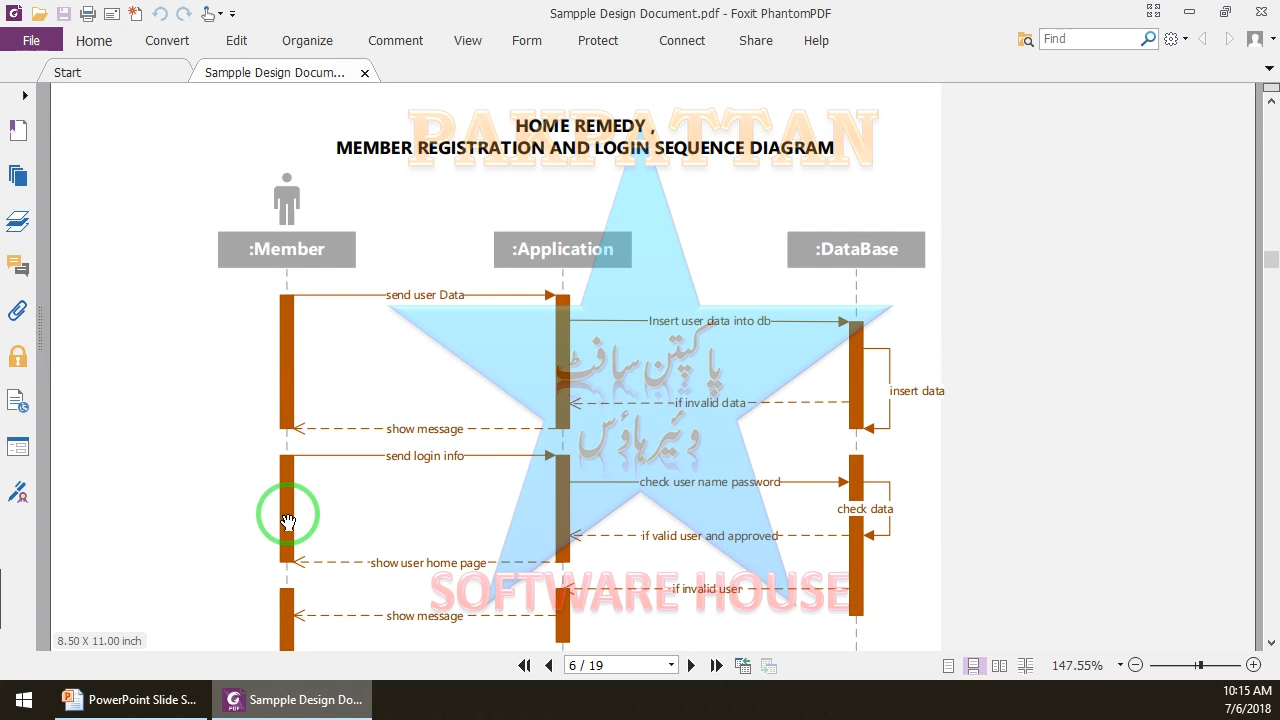 Sampple Design Document.pdf - Foxit PhantomPDF
File Home Convert Edit Organize Comment View Form Protect Connect Share Help Find
Start Sampple Design Docum...
PAKPATTAN
HOME REMEDY ,
MEMBER REGISTRATION AND LOGIN SEQUENCE DIAGRAM
:Member :Application :DataBase
send user Data
Insert user data into db
پاکپتن سافٹ
insert data
if invalid data
show message
وئیر ہاؤس
send login info
check user name password
check data
if valid user and approved
show user home page
SOFTWARE HOUSE
if invalid user
show message
8.50 X 11.00 inch
6 / 19 147.55%
PowerPoint Slide S... Sampple Design Do... 10:15 AM
7/6/2018